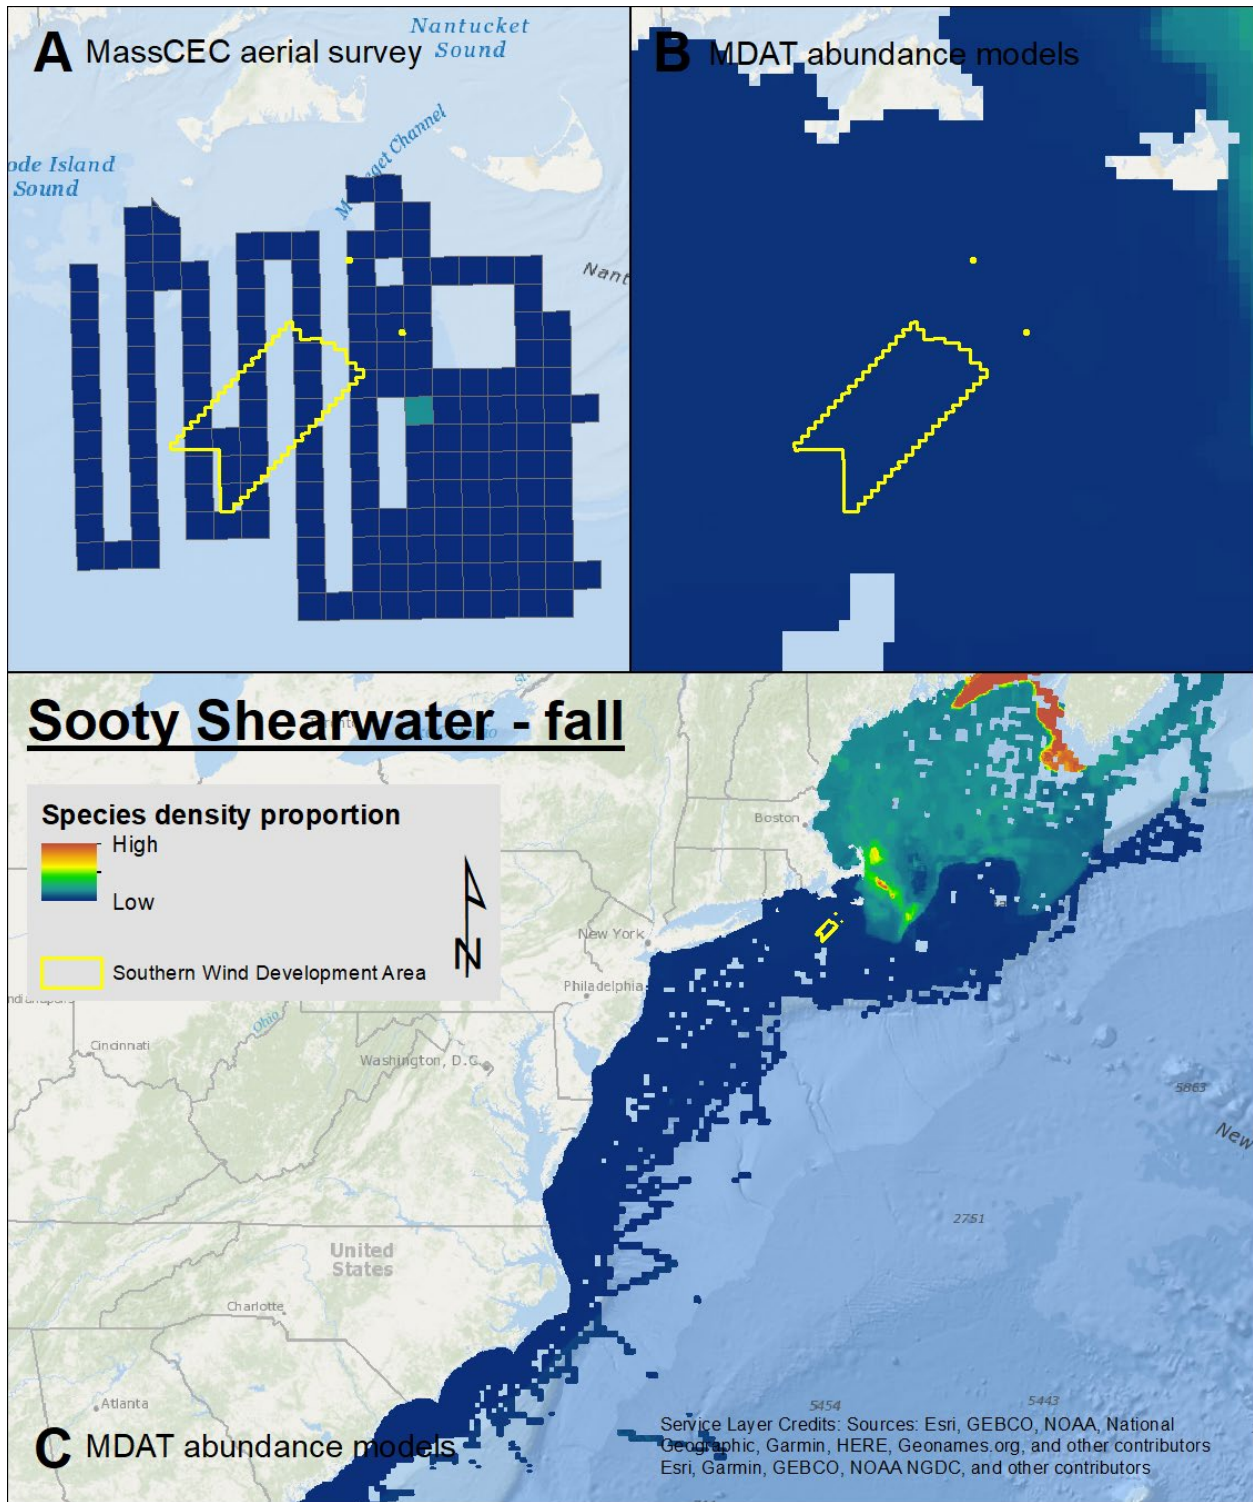 A MassCEC aerial survey
Nantucket
Sound
ode Island
Sound
get Channel
Nant
B MDAT abundance models
Sooty Shearwater - fall
Species density proportion
High
Low
N
Southern Wind Development Area
Boston
New York
Philadelphia
Ohio
Cincinnati
Washington, D.C.
5863
New
2751
United
States
Charlotte
Atlanta
5454
5443
C MDAT abundance models
Service Layer Credits: Sources: Esri, GEBCO, NOAA, National
Geographic, Garmin, HERE, Geonames.org, and other contributors
Esri, Garmin, GEBCO, NOAA NGDC, and other contributors